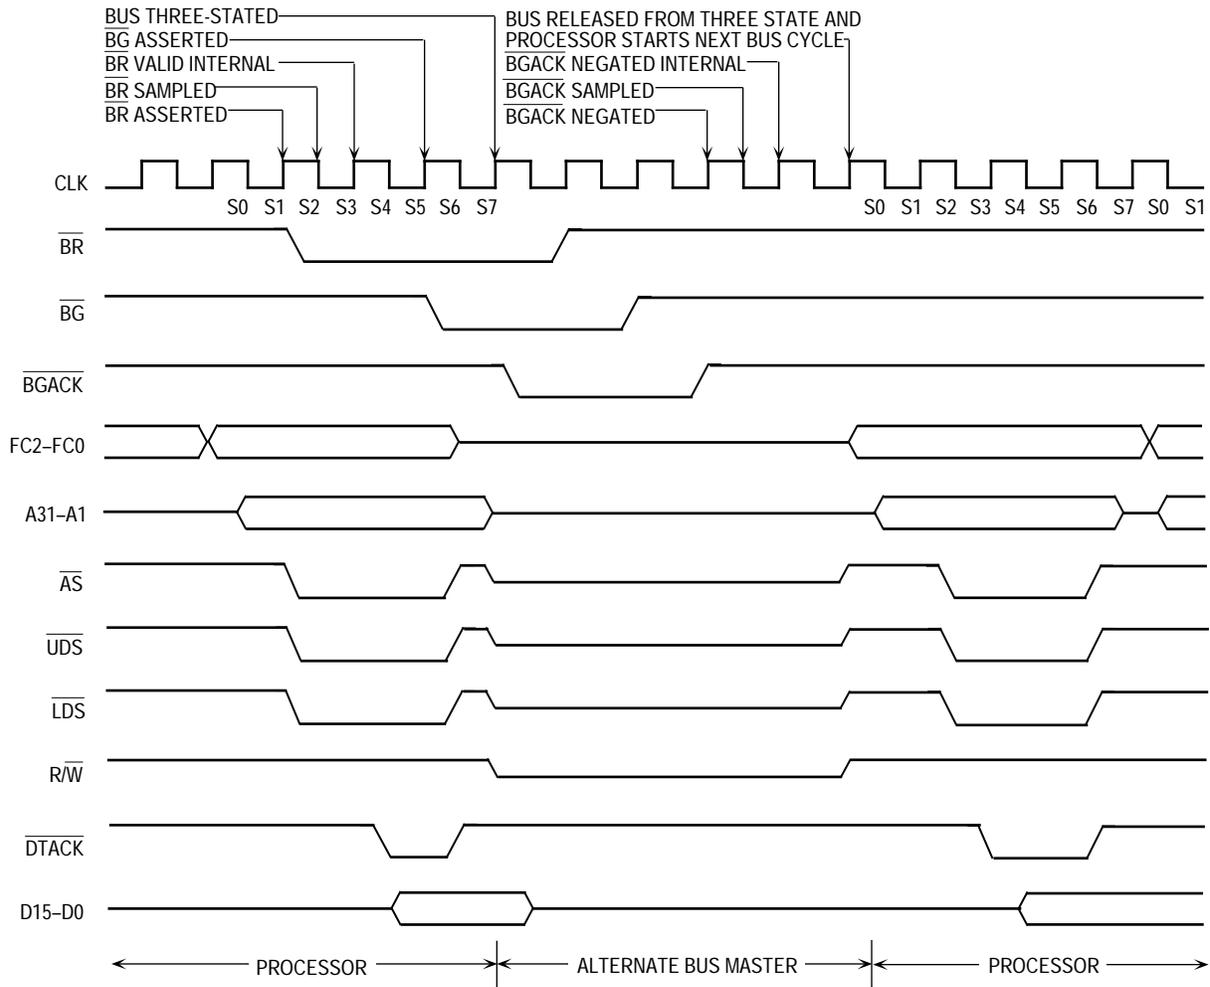 BUS THREE-STATED
BG ASSERTED
BR VALID INTERNAL
BR SAMPLED
BR ASSERTED
BUS RELEASED FROM THREE STATE AND
PROCESSOR STARTS NEXT BUS CYCLE
BGACK NEGATED INTERNAL
BGACK SAMPLED
BGACK NEGATED
CLK
S0 S1 S2 S3 S4 S5 S6 S7 S0 S1 S2 S3 S4 S5 S6 S7 S0 S1
BR
BG
BGACK
FC2–FC0
A31–A1
AS
UDS
LDS
R/W
DTACK
D15–D0
PROCESSOR ALTERNATE BUS MASTER PROCESSOR